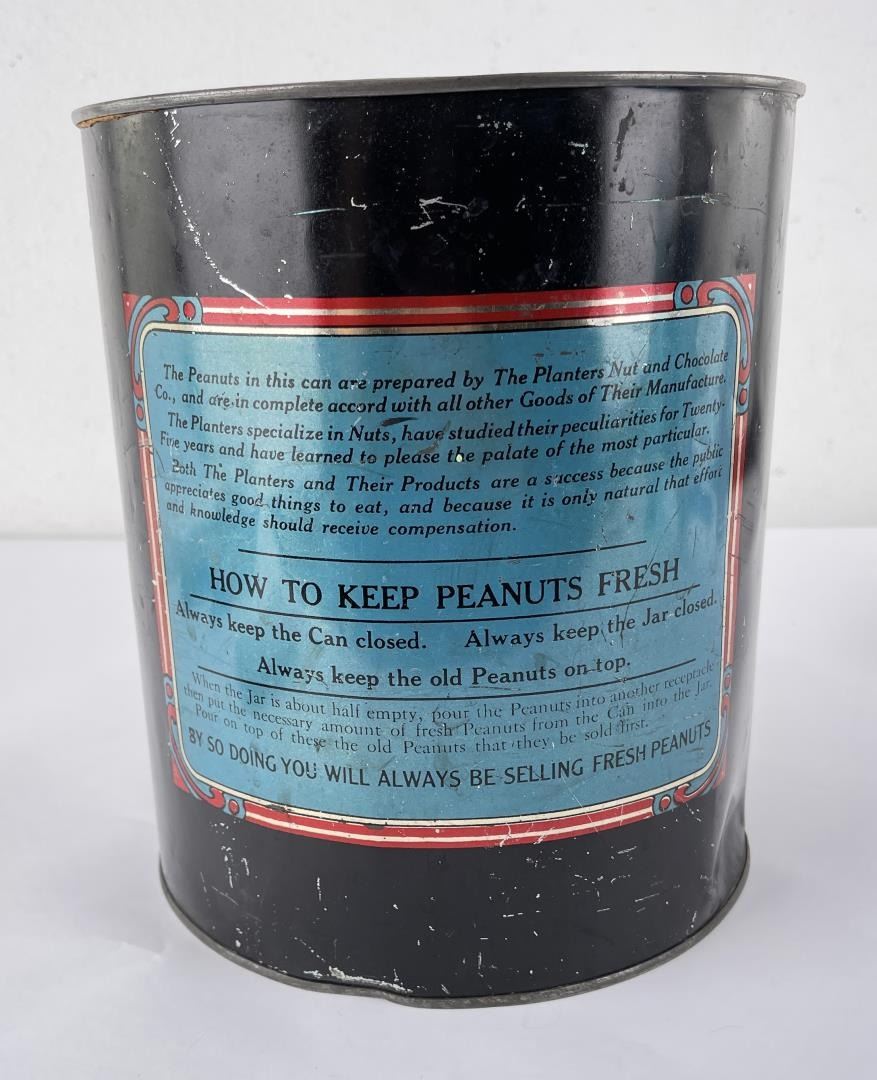 The Peanuts in this can are prepared by The Planters Nut and Chocolate
Co., and are in complete accord with all other Goods of Their Manufacture.
The Planters specialize in Nuts, have studied their peculiarities for Twenty-
Five years and have learned to please the palate of the most particular.
Both The Planters and Their Products are a success because the public
appreciates good things to eat, and because it is only natural that effort
and knowledge should receive compensation.
HOW TO KEEP PEANUTS FRESH
Always keep the Can closed. Always keep the Jar closed.
Always keep the old Peanuts on top.
When the Jar is about half empty, pour the Peanuts into another receptacle
then put the necessary amount of fresh Peanuts from the Can into the Jar.
Pour on top of these the old Peanuts that they be sold first.
BY SO DOING YOU WILL ALWAYS BE SELLING FRESH PEANUTS